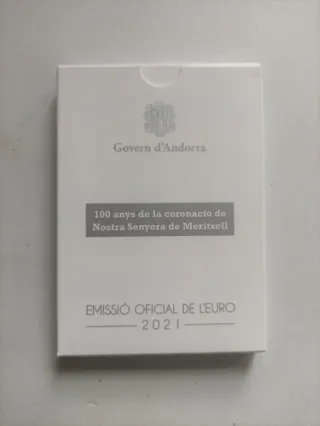 Govern d'Andorra
100 anys de la coronació de
Nostra Senyora de Meritxell
EMISSIÓ OFICIAL DE L'EURO
2021